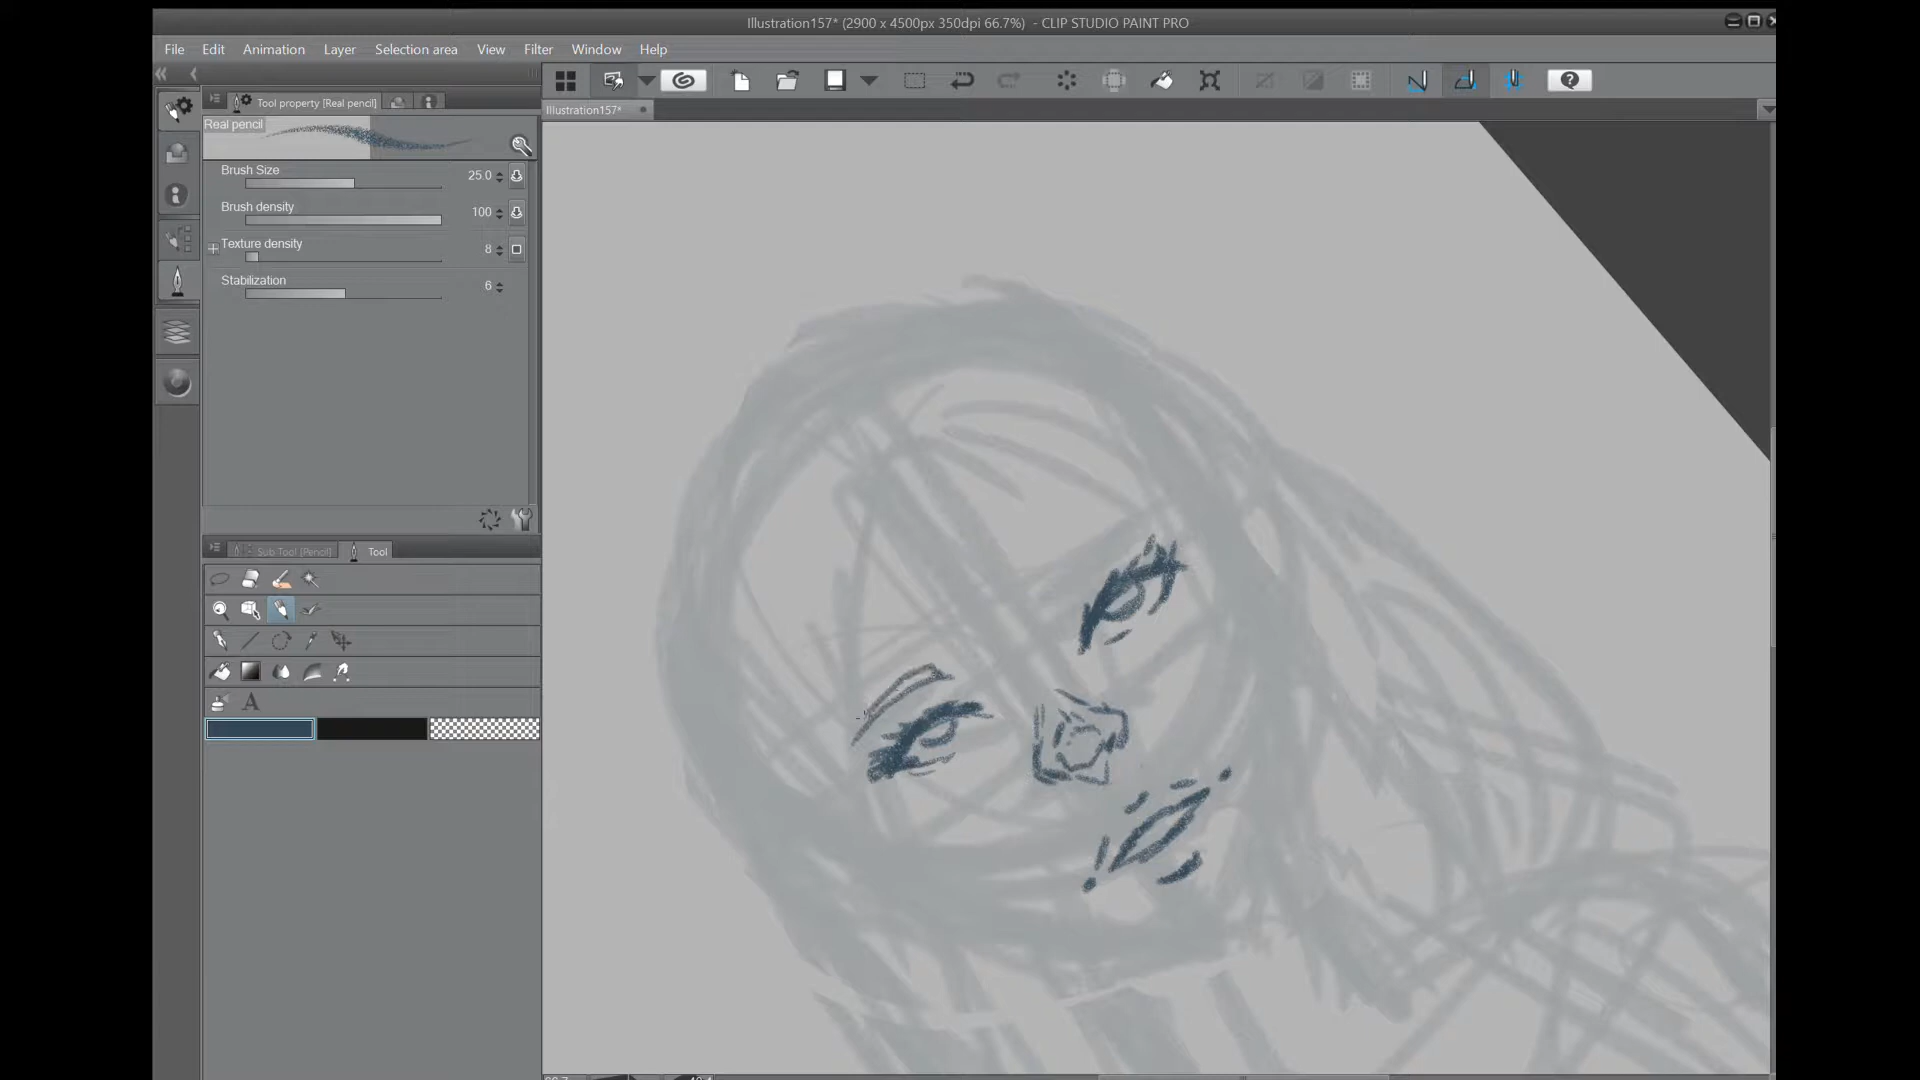 Illustration157* (2900 x 4500px 350dpi 66.7%) - CLIP STUDIO PAINT PRO
File Edit Animation Layer Selection area View Filter Window Help
Tool property [Real pencil]
Illustration157*
Real pencil
Brush Size 25.0
Brush density 100
Texture density 8
Stabilization 6
Sub Tool [Pencil] Tool
A